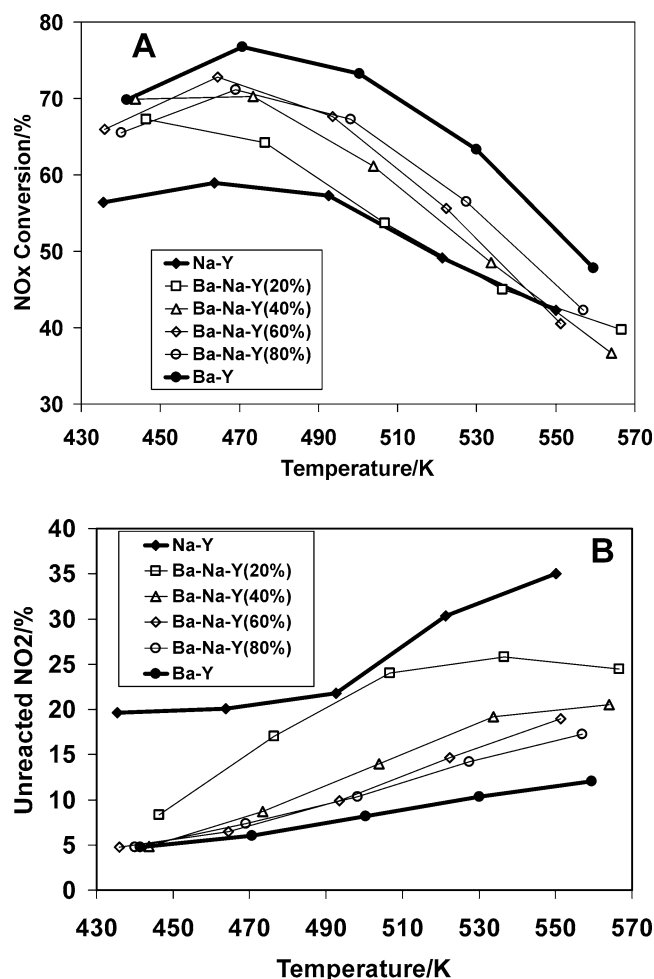 80
A
70
60
50
40
30
NOx Conversion/%
Na-Y
Ba-Na-Y(20%)
Ba-Na-Y(40%)
Ba-Na-Y(60%)
Ba-Na-Y(80%)
Ba-Y
430 450 470 490 510 530 550 570
Temperature/K
40
B
35
30
25
20
15
10
5
0
Unreacted NO2/%
Na-Y
Ba-Na-Y(20%)
Ba-Na-Y(40%)
Ba-Na-Y(60%)
Ba-Na-Y(80%)
Ba-Y
430 450 470 490 510 530 550 570
Temperature/K